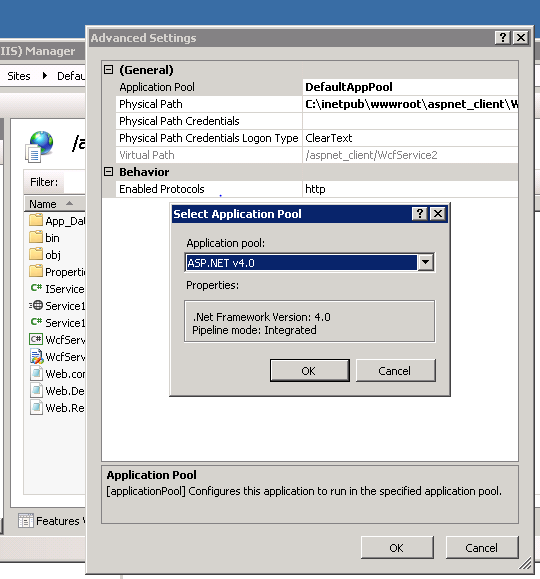 IIS) Manager
Sites
Defau
/a
Filter:
Name
App_Da
bin
obj
Properti
IService
Service1
Service1
WcfServ
WcfServ
Web.con
Web.De
Web.Re
Features V
Advanced Settings
(General)
Application Pool DefaultAppPool
Physical Path C:\inetpub\wwwroot\aspnet_client\W
Physical Path Credentials
Physical Path Credentials Logon Type ClearText
Virtual Path /aspnet_client/WcfService2
Behavior
Enabled Protocols http
Select Application Pool
Application pool:
ASP.NET v4.0
Properties:
.Net Framework Version: 4.0
Pipeline mode: Integrated
OK Cancel
Application Pool
[applicationPool] Configures this application to run in the specified application pool.
OK Cancel